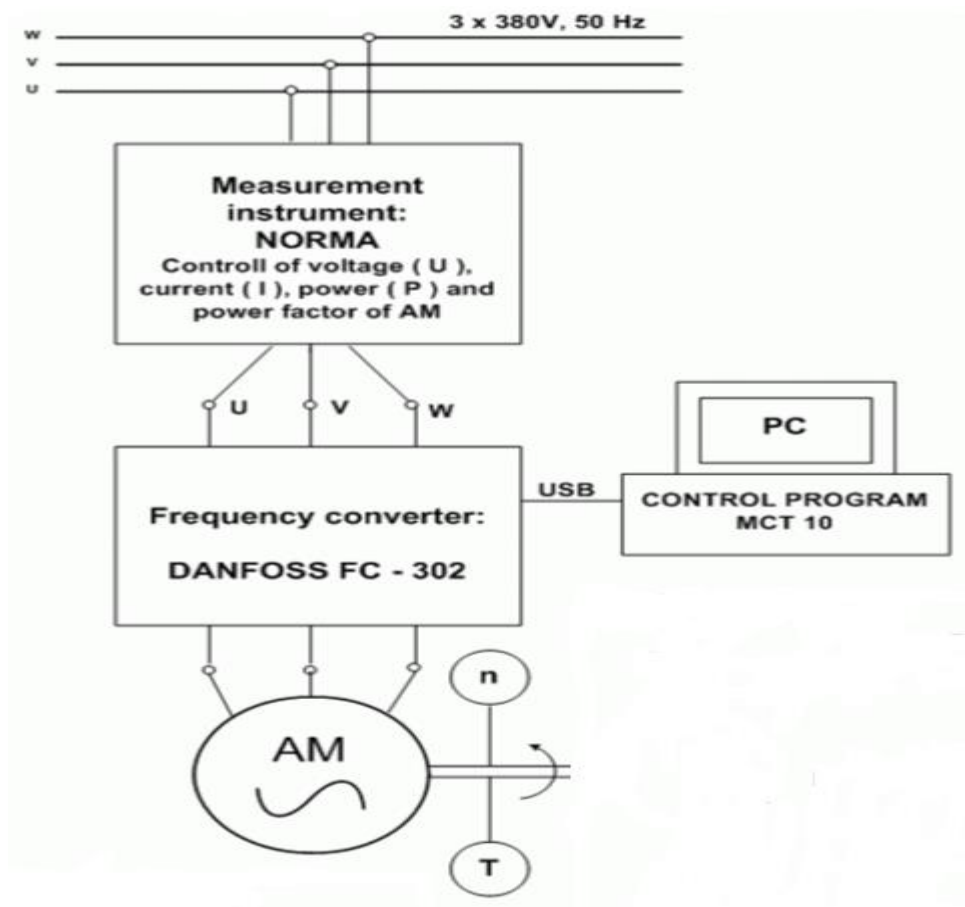 3 x 380V, 50 Hz
W
V
U
Measurement
instrument:
NORMA
Controll of voltage ( U ),
current ( I ), power ( P ) and
power factor of AM
U
V
W
PC
USB
CONTROL PROGRAM
MCT 10
Frequency converter:
DANFOSS FC - 302
n
AM
T